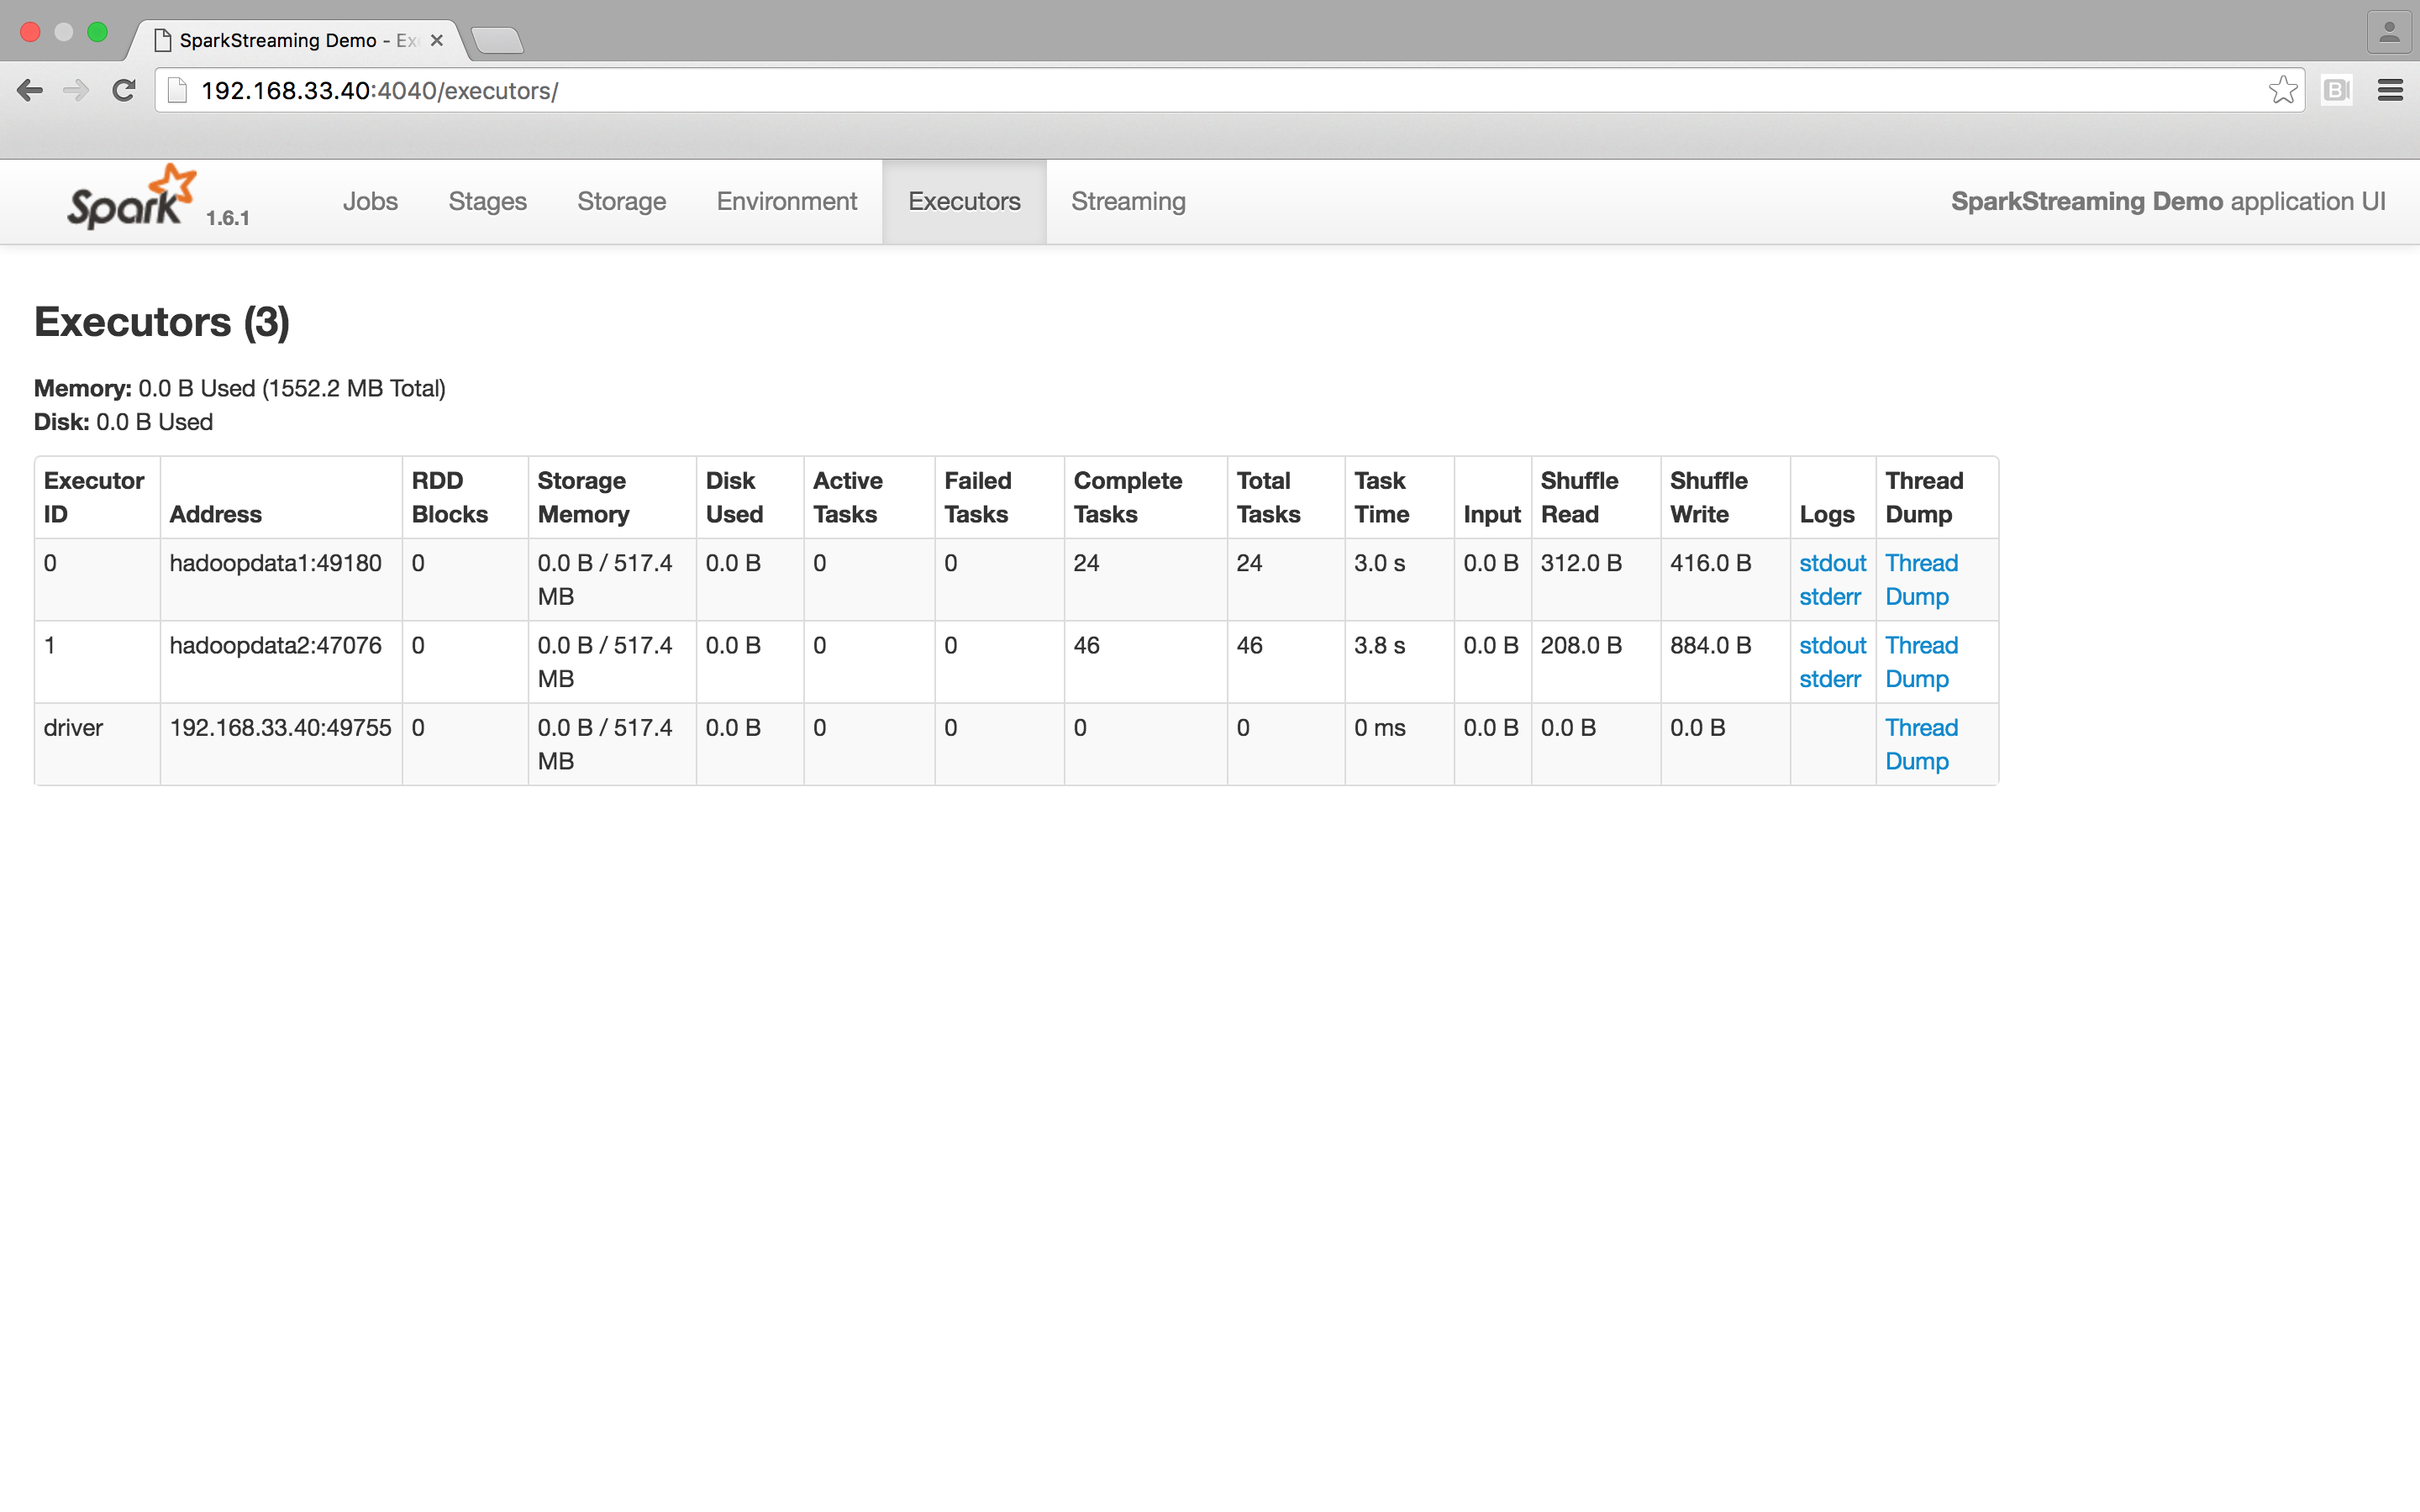 SparkStreaming Demo - Ex
192.168.33.40:4040/executors/
Spark 1.6.1 Jobs Stages Storage Environment Executors Streaming SparkStreaming Demo application UI
Executors (3)
Memory: 0.0 B Used (1552.2 MB Total)
Disk: 0.0 B Used
Executor ID Address RDD Blocks Storage Memory Disk Used Active Tasks Failed Tasks Complete Tasks Total Tasks Task Time Input Shuffle Read Shuffle Write Logs Thread Dump
0 hadoopdata1:49180 0 0.0 B / 517.4 MB 0.0 B 0 0 24 24 3.0 s 0.0 B 312.0 B 416.0 B stdout stderr Thread Dump
1 hadoopdata2:47076 0 0.0 B / 517.4 MB 0.0 B 0 0 46 46 3.8 s 0.0 B 208.0 B 884.0 B stdout stderr Thread Dump
driver 192.168.33.40:49755 0 0.0 B / 517.4 MB 0.0 B 0 0 0 0 0 ms 0.0 B 0.0 B 0.0 B Thread Dump